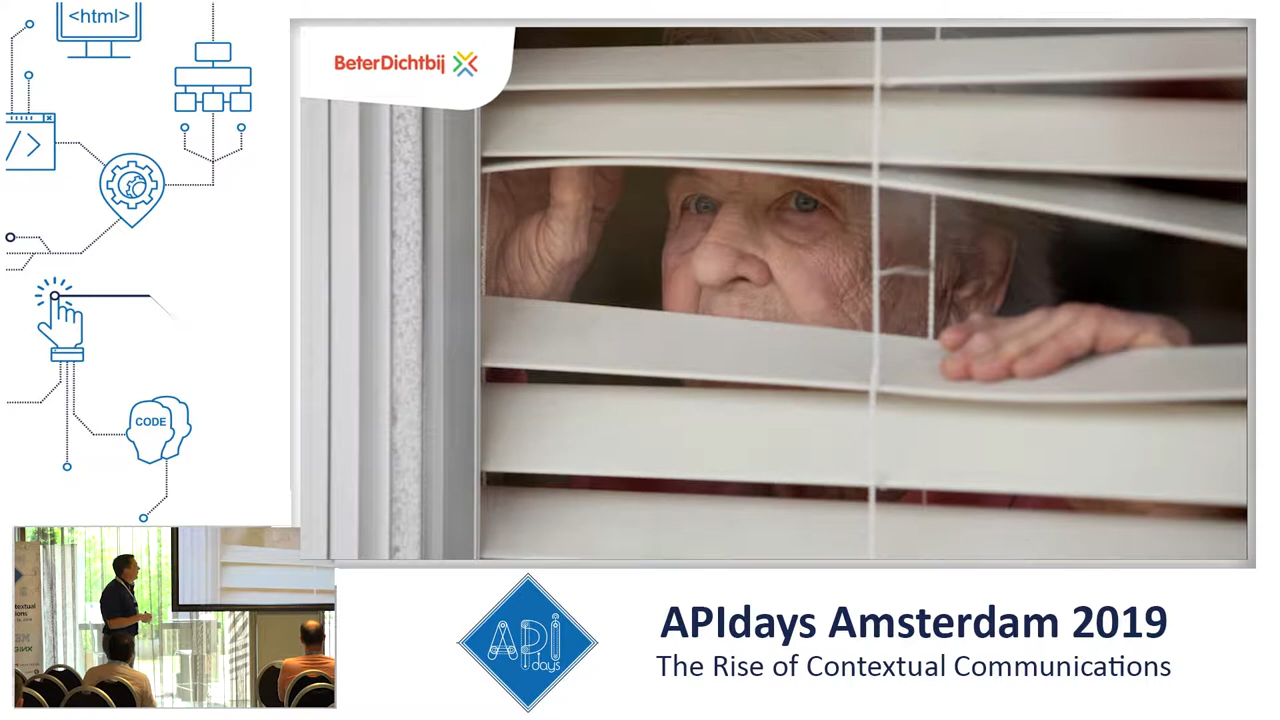 <html>
BeterDichtbij
</>
CODE
API
days
APIdays Amsterdam 2019
The Rise of Contextual Communications